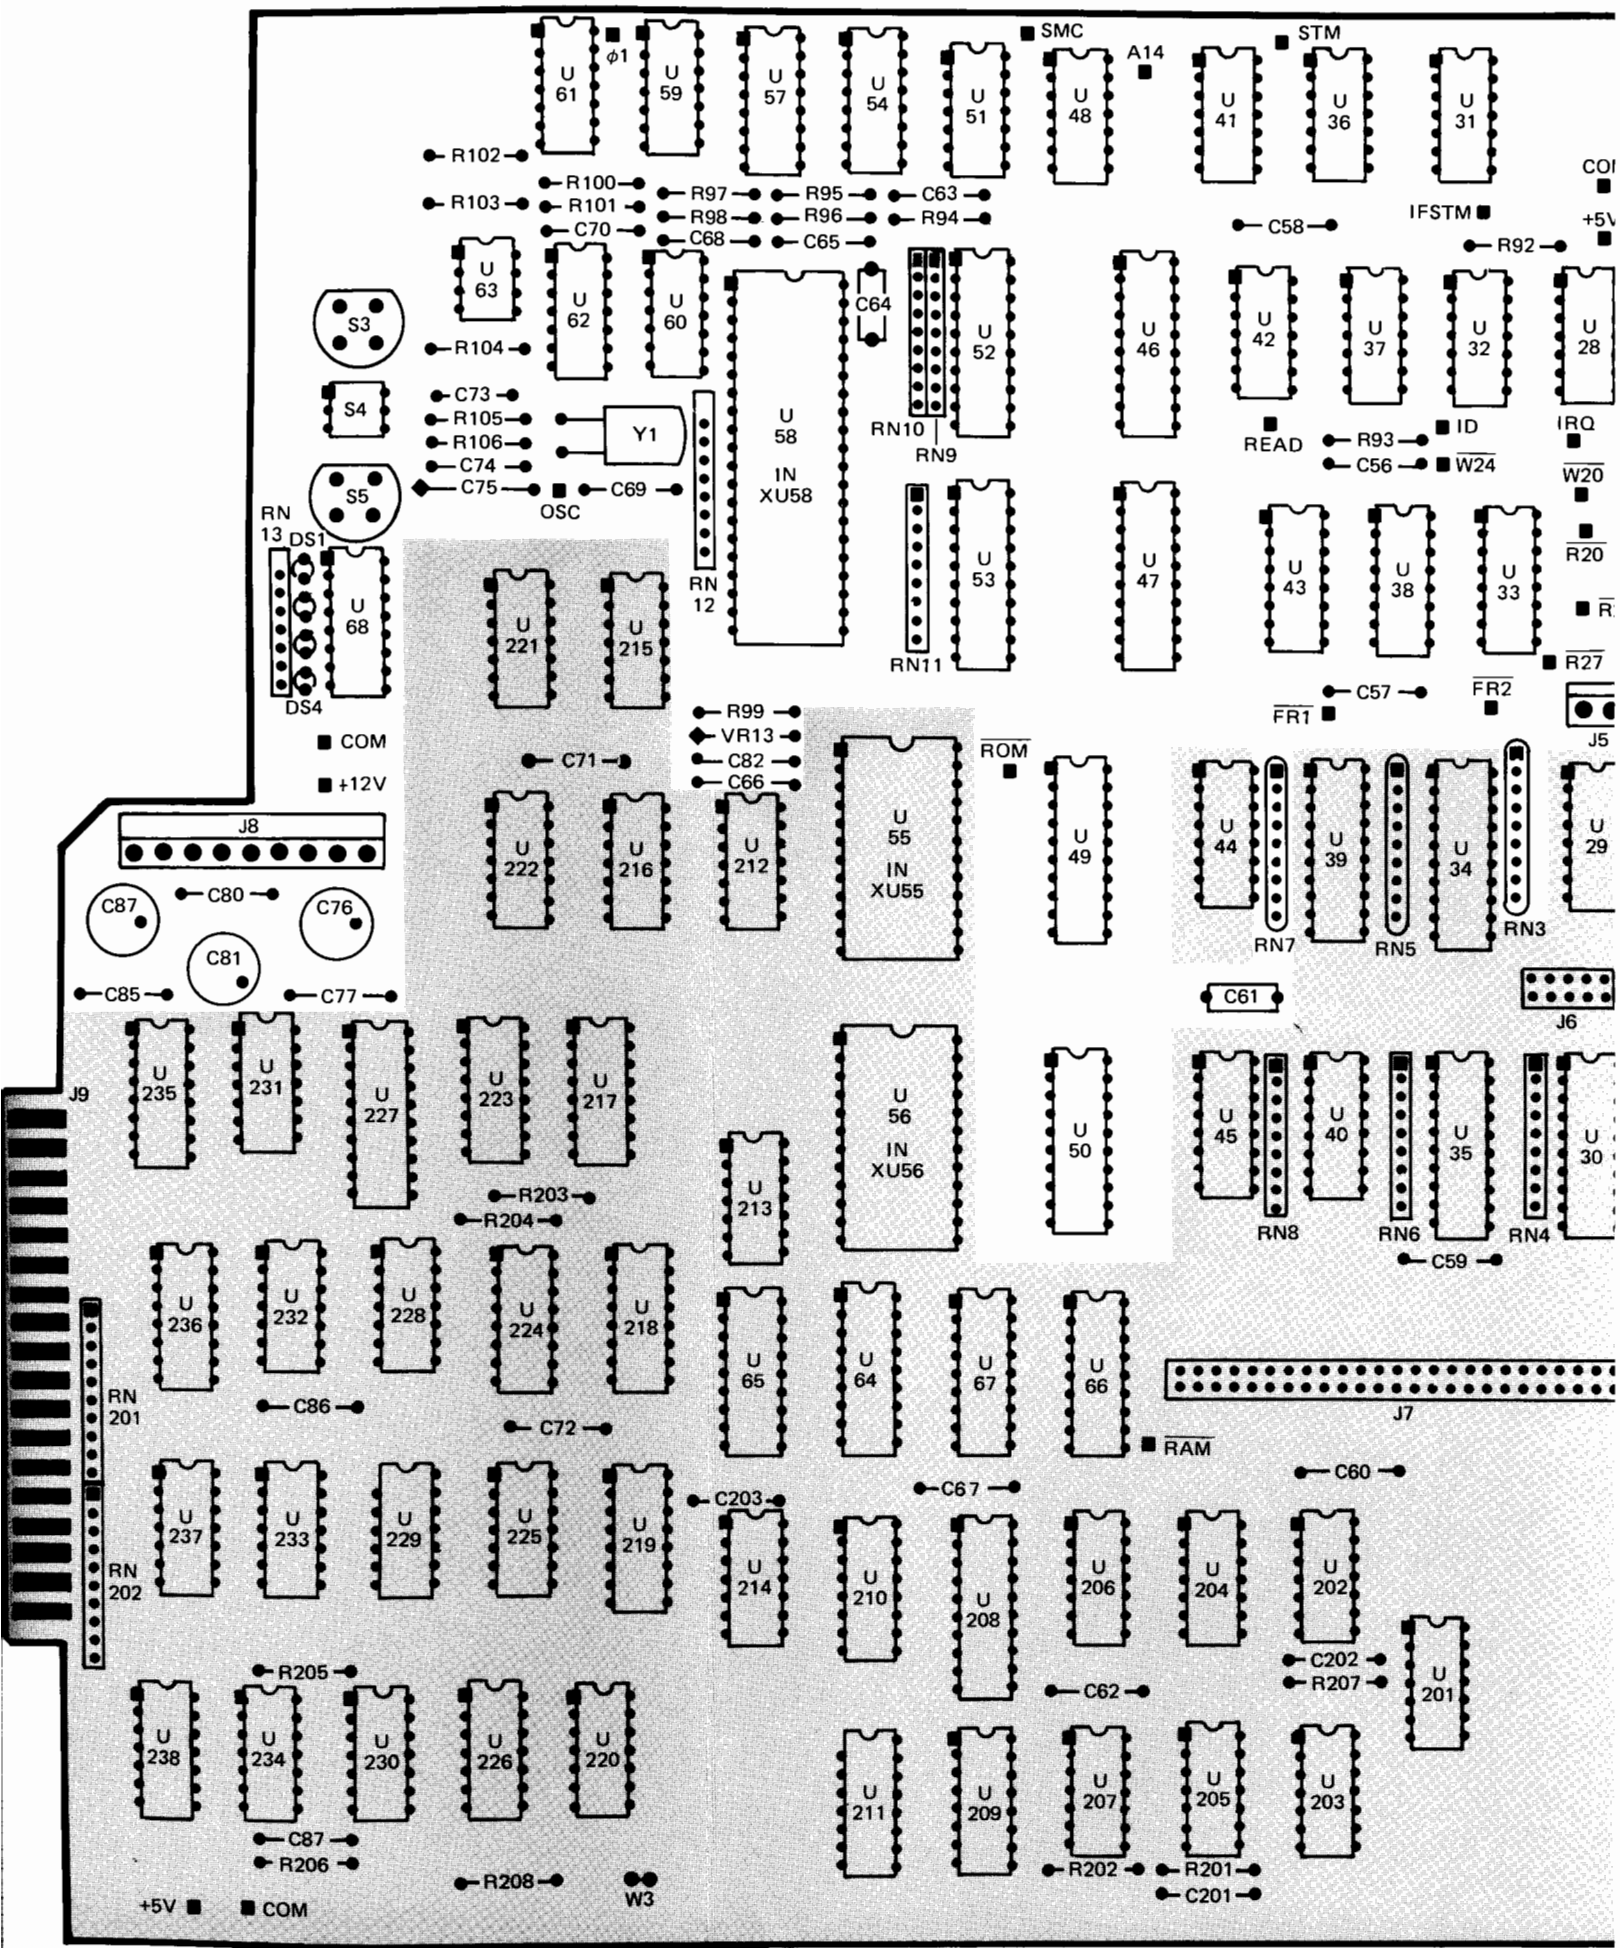 SMC
STM
A14
φ1
U
61
U
59
U
57
U
54
U
51
U
48
U
41
U
36
U
31
R102
R103
R100
R101
C70
R97
R98
C68
R95
R96
C65
C63
R94
C58
IFSTM
R92
+5V
U
63
U
62
U
60
C64
U
52
U
46
U
42
U
37
U
32
U
28
S3
R104
S4
C73
R105
R106
C74
C75
OSC
C69
Y1
U
58
IN
XU58
RN10
RN9
READ
R93
C56
ID
W24
IRQ
W20
R20
S5
RN
13
DS1
DS4
U
68
RN
12
RN11
U
53
U
47
U
43
U
38
U
33
R27
FR1
C57
FR2
J5
U
221
U
215
COM
+12V
R99
VR13
C82
C66
C71
ROM
J8
U
222
U
216
U
212
U
55
IN
XU55
U
49
U
44
RN7
U
39
RN5
U
34
RN3
U
29
C87
C80
C76
C81
C85
C77
C61
J6
J9
U
235
U
231
U
227
U
223
U
217
U
213
U
56
IN
XU56
U
50
U
45
RN8
U
40
RN6
U
35
RN4
U
30
C59
R203
R204
U
236
U
232
U
228
U
224
U
218
U
65
U
64
U
67
U
66
RN
201
C86
C72
J7
RAM
C60
C67
C203
U
237
U
233
U
229
U
225
U
219
U
214
U
210
U
208
U
206
U
204
U
202
RN
202
C202
R207
U
201
R205
C62
U
238
U
234
U
230
U
226
U
220
U
211
U
209
U
207
U
205
U
203
C87
R206
R208
W3
R202
R201
C201
+5V
COM